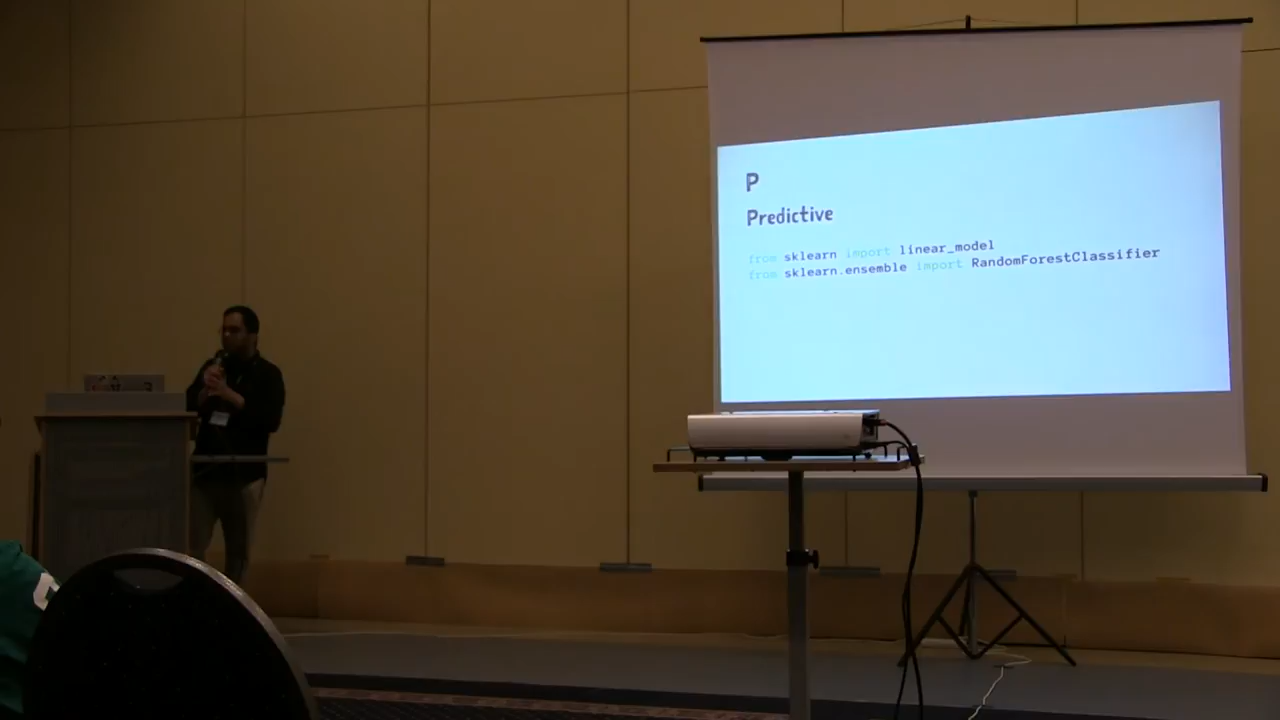 P
Predictive
from sklearn import linear_model
from sklearn.ensemble import RandomForestClassifier